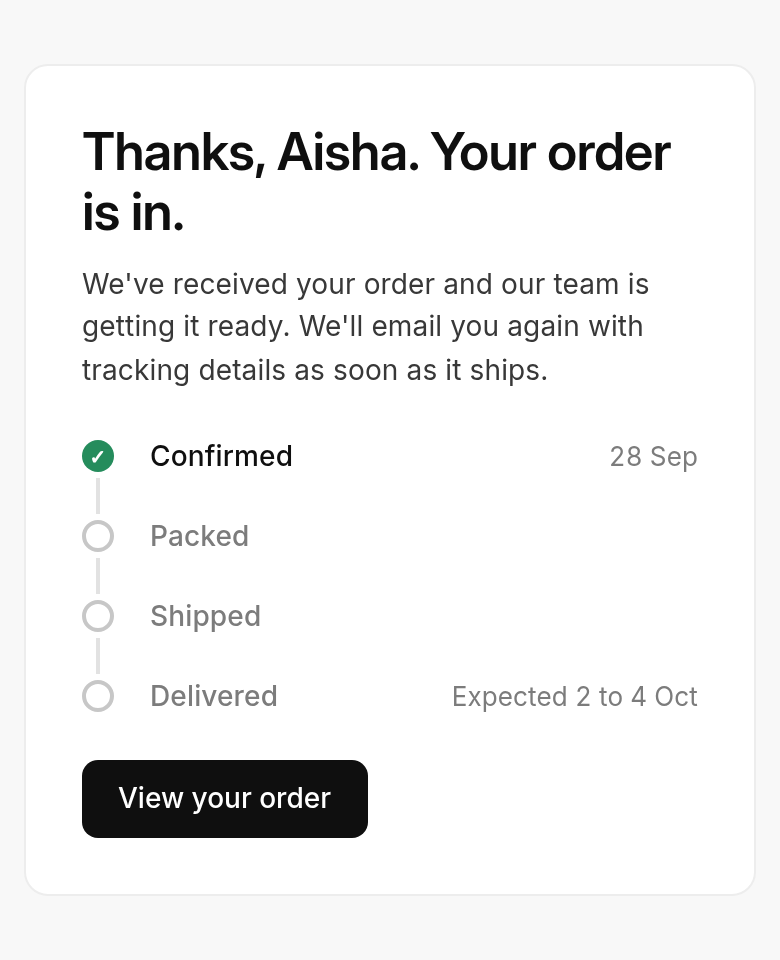 Thanks, Aisha. Your order
is in.
We've received your order and our team is
getting it ready. We'll email you again with
tracking details as soon as it ships.
✓ Confirmed 28 Sep
Packed
Shipped
Delivered Expected 2 to 4 Oct
View your order